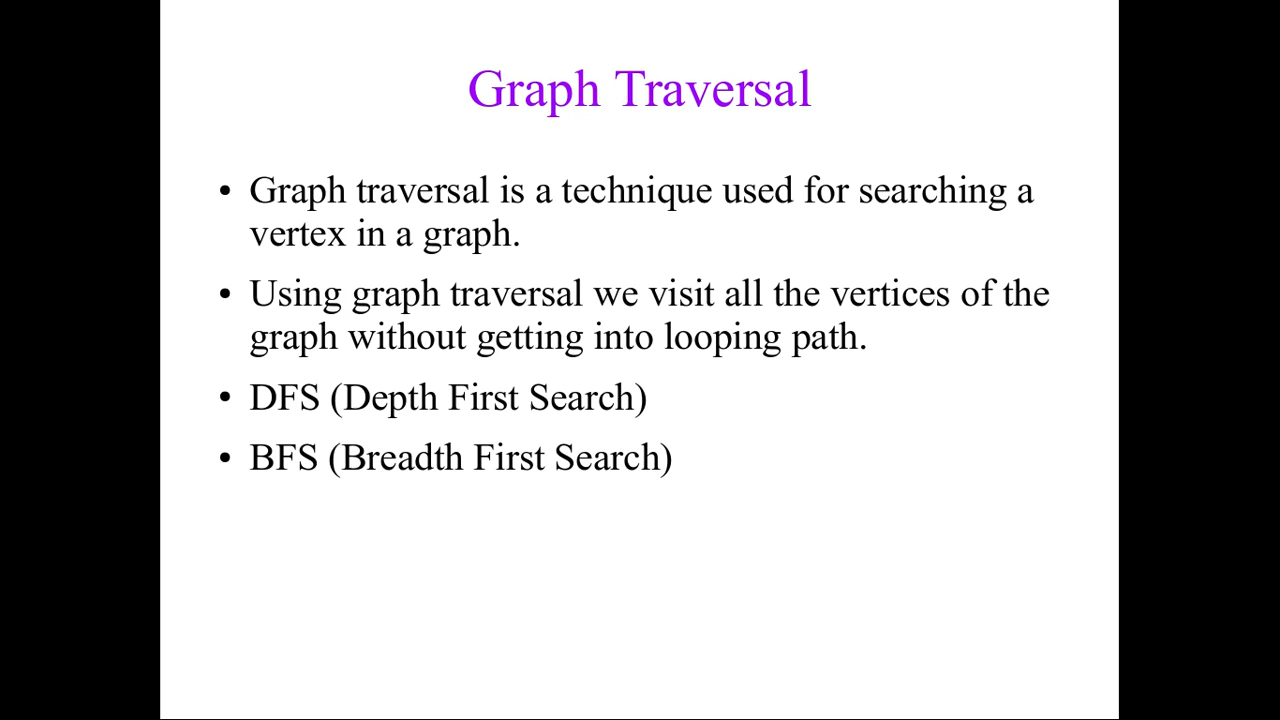 Graph Traversal
• Graph traversal is a technique used for searching a
vertex in a graph.
• Using graph traversal we visit all the vertices of the
graph without getting into looping path.
• DFS (Depth First Search)
• BFS (Breadth First Search)